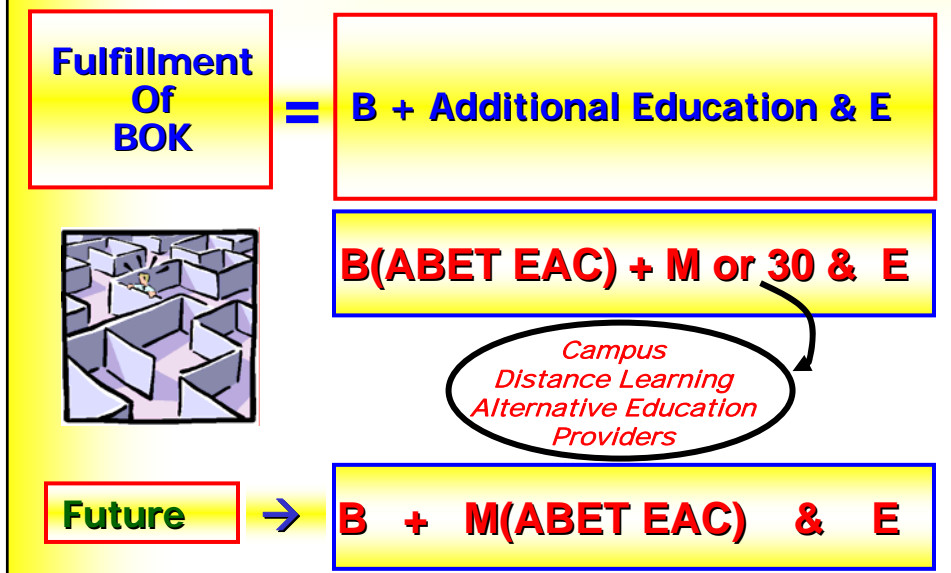 Fulfillment
Of
BOK
=
B + Additional Education & E
B(ABET EAC) + M or 30 & E
Campus
Distance Learning
Alternative Education
Providers
Future → B + M(ABET EAC) & E